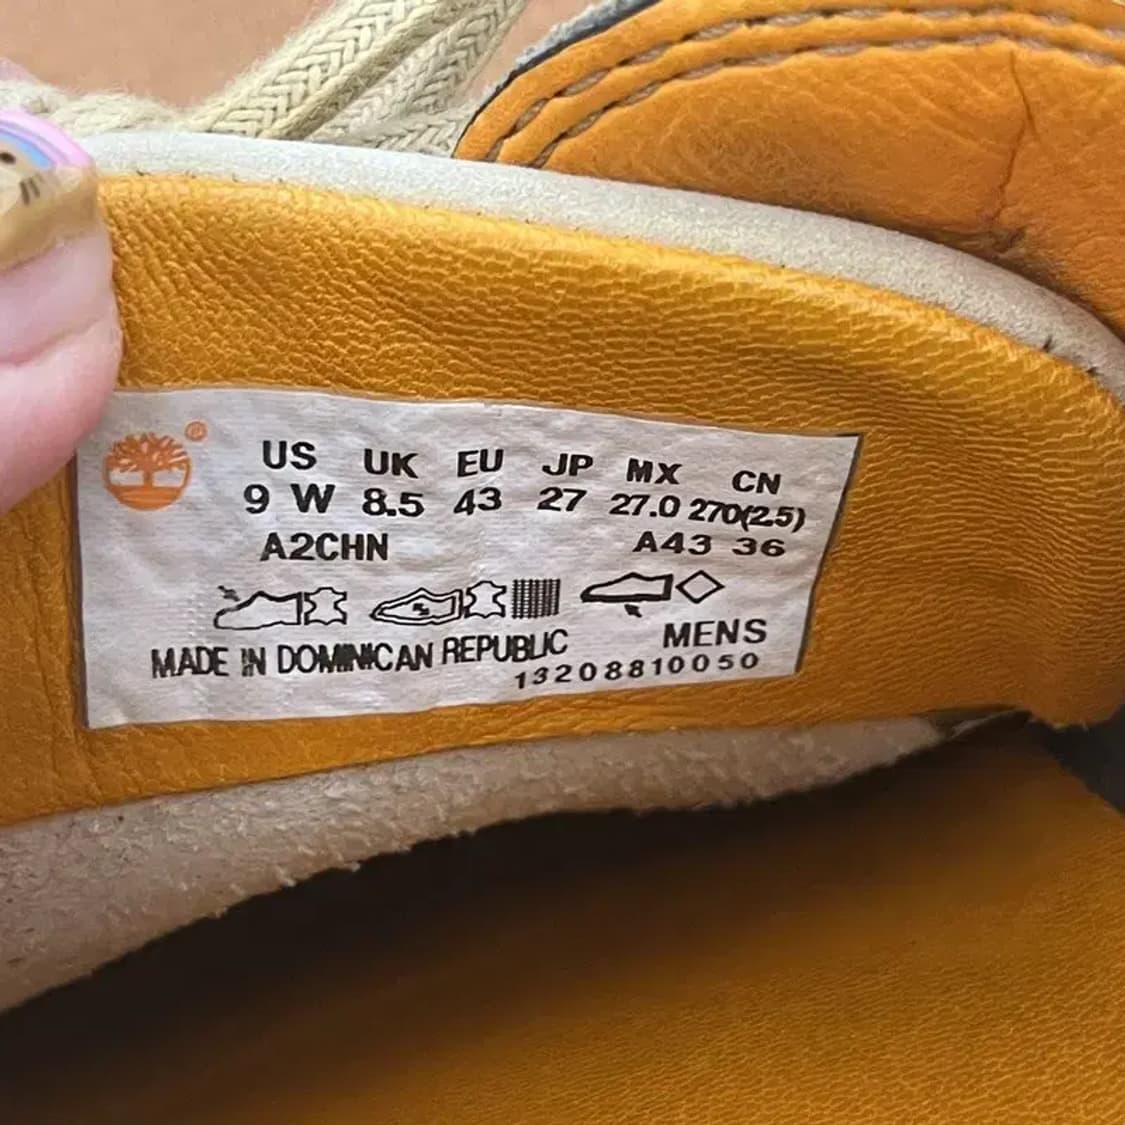 ®
US UK EU JP MX CN
9 W 8.5 43 27 27.0 270(2.5)
A2CHN A43 36
MADE IN DOMINICAN REPUBLIC MENS
13208810050